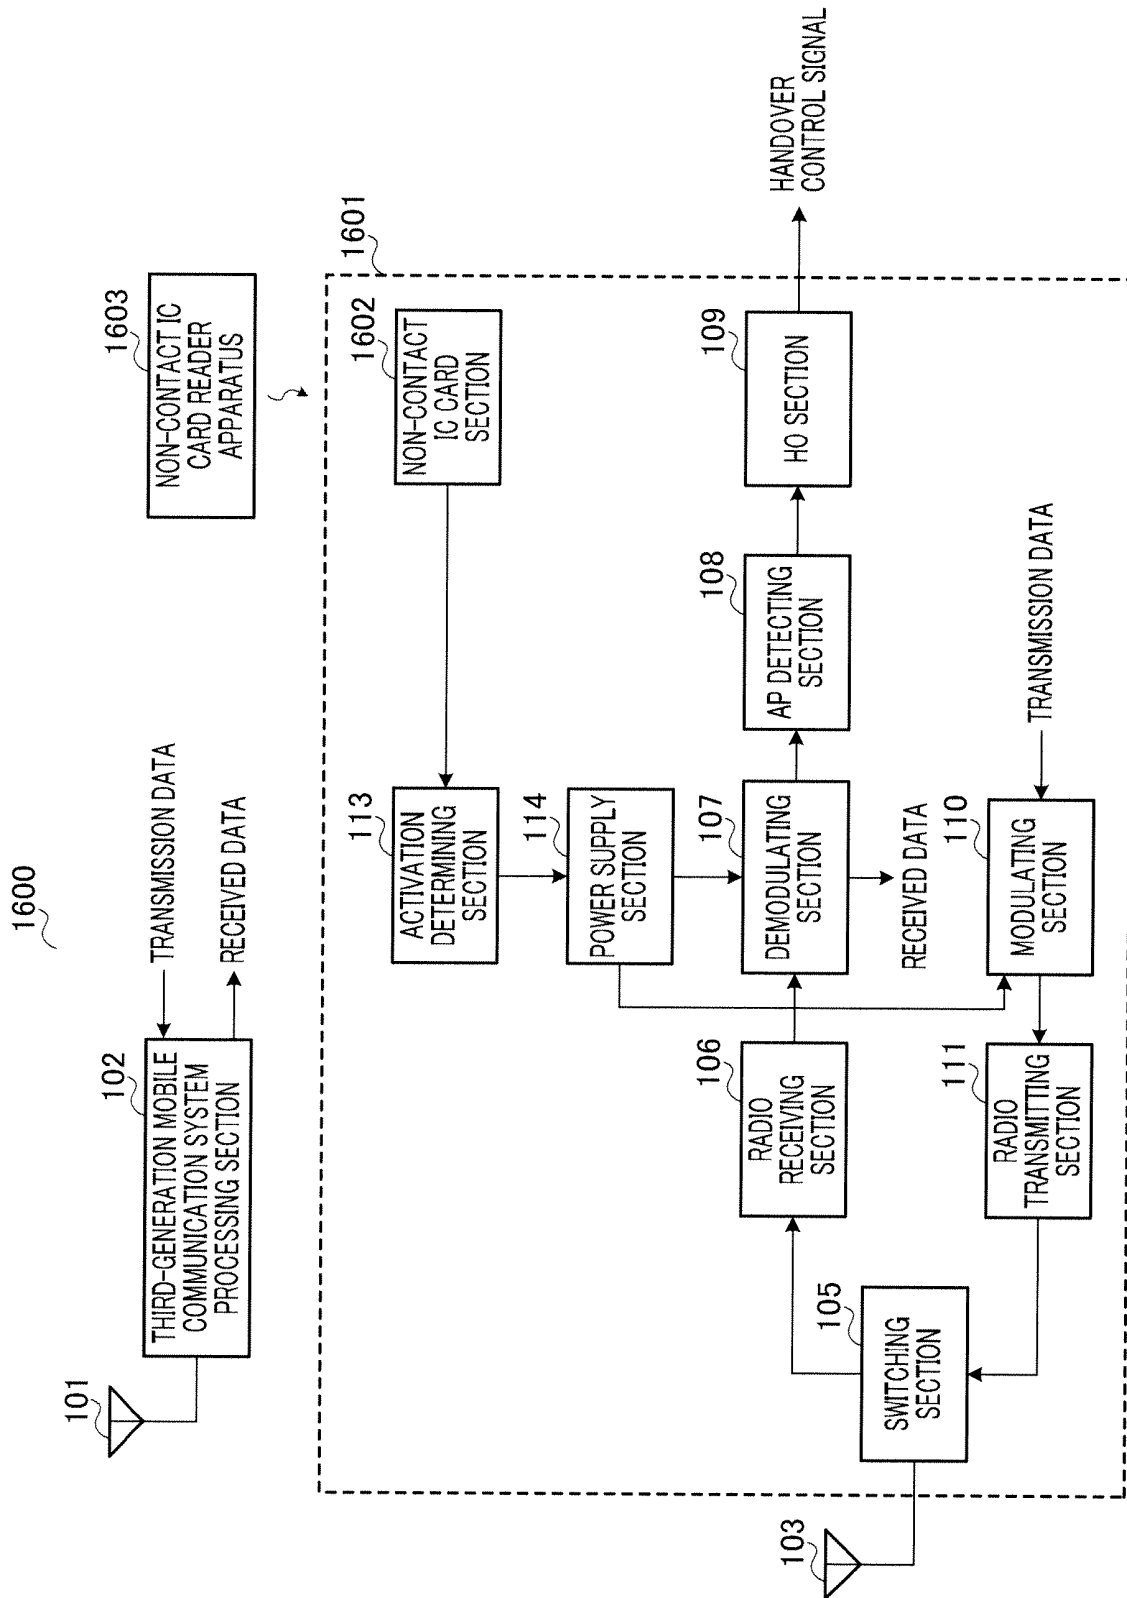 1600
101
102
THIRD-GENERATION MOBILE
COMMUNICATION SYSTEM
PROCESSING SECTION
TRANSMISSION DATA
RECEIVED DATA
1603
NON-CONTACT IC
CARD READER
APPARATUS
1601
113
ACTIVATION
DETERMINING
SECTION
1602
NON-CONTACT
IC CARD
SECTION
114
POWER SUPPLY
SECTION
103
105
SWITCHING
SECTION
106
RADIO
RECEIVING
SECTION
107
DEMODULATING
SECTION
108
AP DETECTING
SECTION
109
HO SECTION
HANDOVER
CONTROL SIGNAL
RECEIVED DATA
111
RADIO
TRANSMITTING
SECTION
110
MODULATING
SECTION
TRANSMISSION DATA